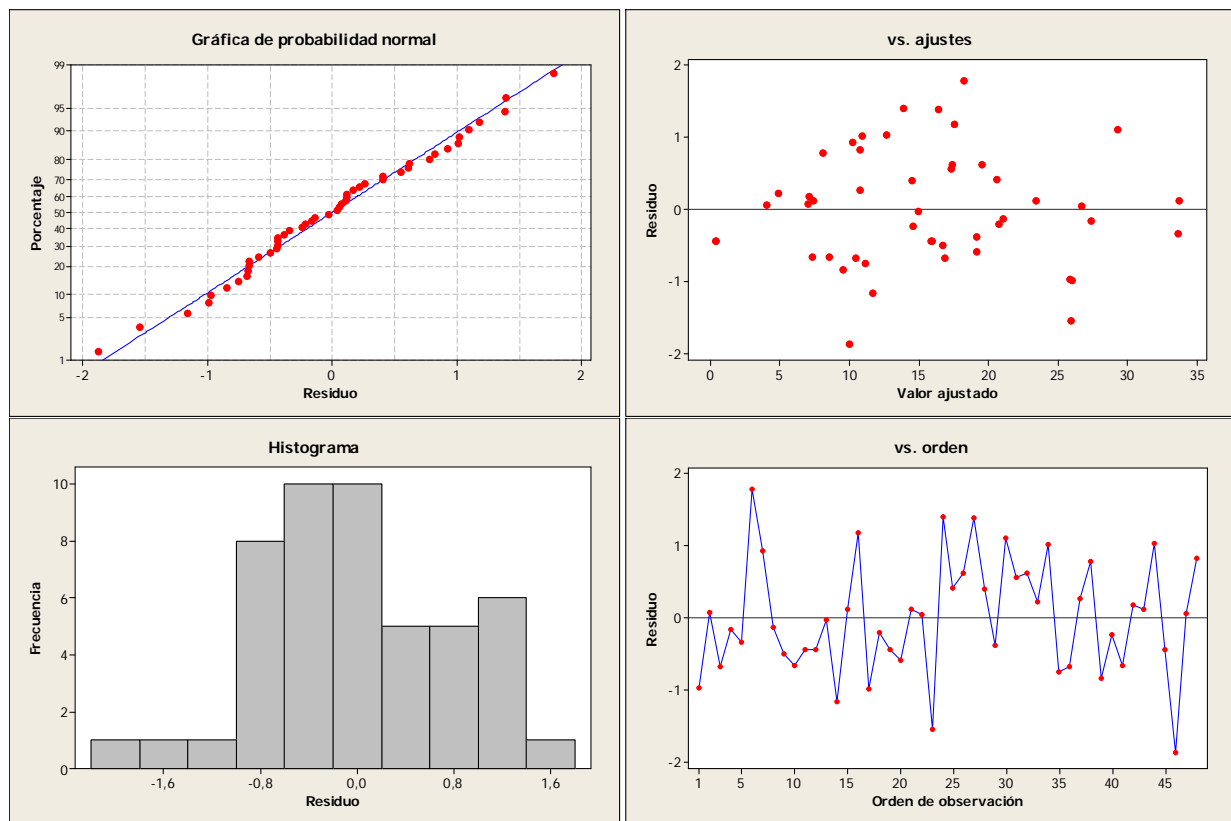 Gráfica de probabilidad normal
99
95
90
80
70
60
50
40
30
20
10
5
1
Porcentaje
-2 -1 0 1 2
Residuo
vs. ajustes
2
1
0
-1
-2
Residuo
0 5 10 15 20 25 30 35
Valor ajustado
Histograma
10
8
6
4
2
0
Frecuencia
-1,6 -0,8 0,0 0,8 1,6
Residuo
vs. orden
2
1
0
-1
-2
Residuo
1 5 10 15 20 25 30 35 40 45
Orden de observación